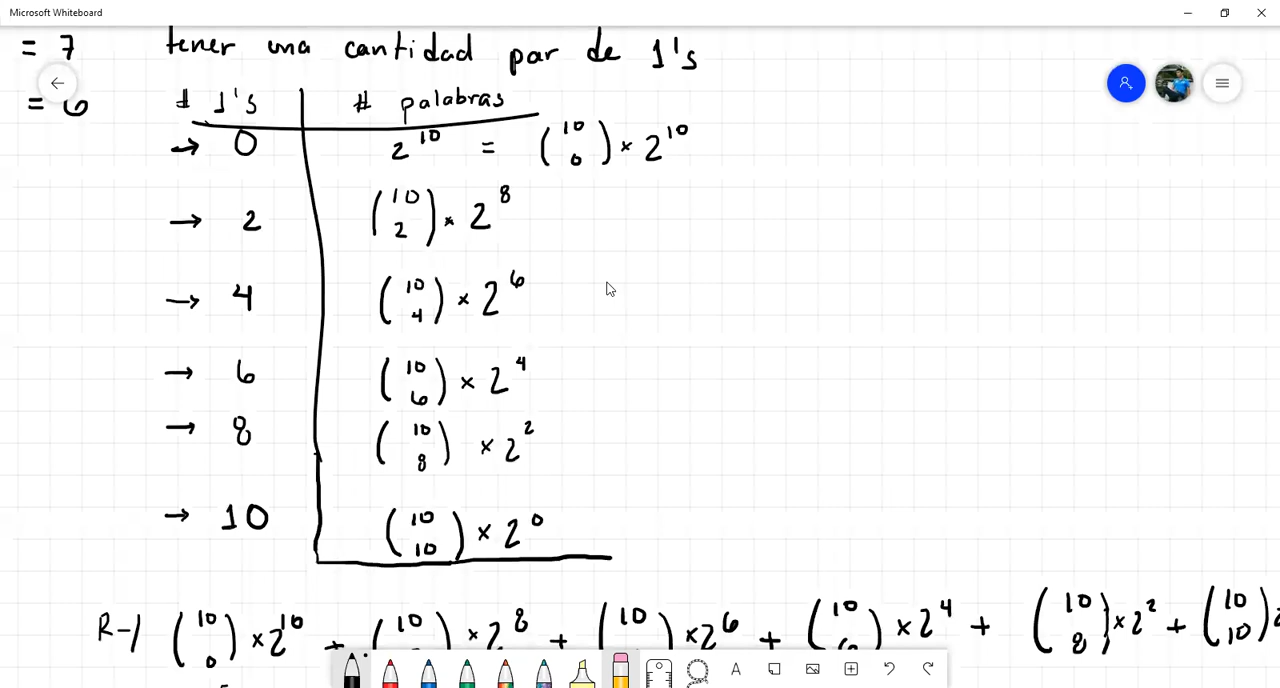 Microsoft Whiteboard
= 7 tener una cantidad par de 1's
= 6 # 1's # palabras
→ 0 2^10 = (10 0) × 2^10
→ 2 (10 2) × 2^8
→ 4 (10 4) × 2^6
→ 6 (10 6) × 2^4
→ 8 (10 8) × 2^2
→ 10 (10 10) × 2^0
R-/ (10 0) × 2^10 + (10 × 2^8 + (10 × 2^6 + (10 6) × 2^4 + (10 8) × 2^2 + (10 10) 2
A